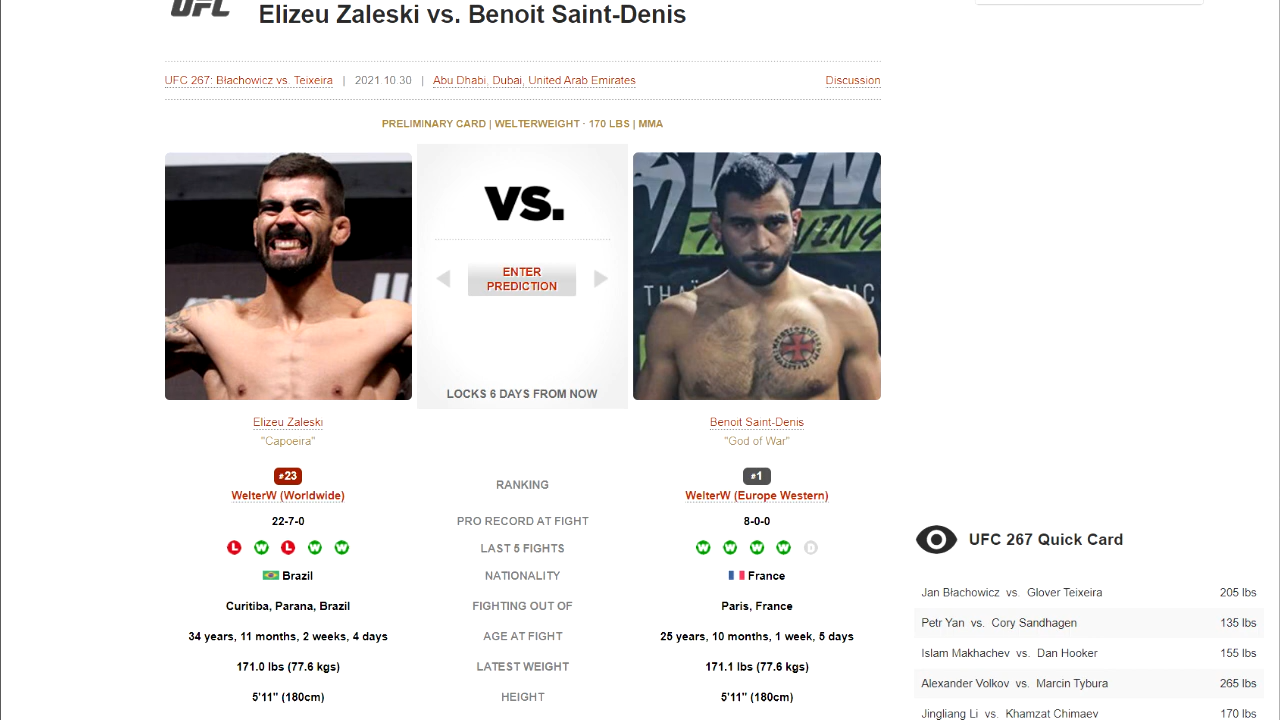 UFC
Elizeu Zaleski vs. Benoit Saint-Denis
UFC 267: Błachowicz vs. Teixeira | 2021.10.30 | Abu Dhabi, Dubai, United Arab Emirates Discussion
PRELIMINARY CARD | WELTERWEIGHT · 170 LBS | MMA
VS.
ENTER
PREDICTION
LOCKS 6 DAYS FROM NOW
Elizeu Zaleski Benoit Saint-Denis
"Capoeira" "God of War"
#23 RANKING #1
WelterW (Worldwide) WelterW (Europe Western)
22-7-0 PRO RECORD AT FIGHT 8-0-0
L W L W W LAST 5 FIGHTS W W W W D
Brazil NATIONALITY France
Curitiba, Parana, Brazil FIGHTING OUT OF Paris, France
34 years, 11 months, 2 weeks, 4 days AGE AT FIGHT 25 years, 10 months, 1 week, 5 days
171.0 lbs (77.6 kgs) LATEST WEIGHT 171.1 lbs (77.6 kgs)
5'11" (180cm) HEIGHT 5'11" (180cm)
UFC 267 Quick Card
Jan Błachowicz vs. Glover Teixeira 205 lbs
Petr Yan vs. Cory Sandhagen 135 lbs
Islam Makhachev vs. Dan Hooker 155 lbs
Alexander Volkov vs. Marcin Tybura 265 lbs
Jingliang Li vs. Khamzat Chimaev 170 lbs